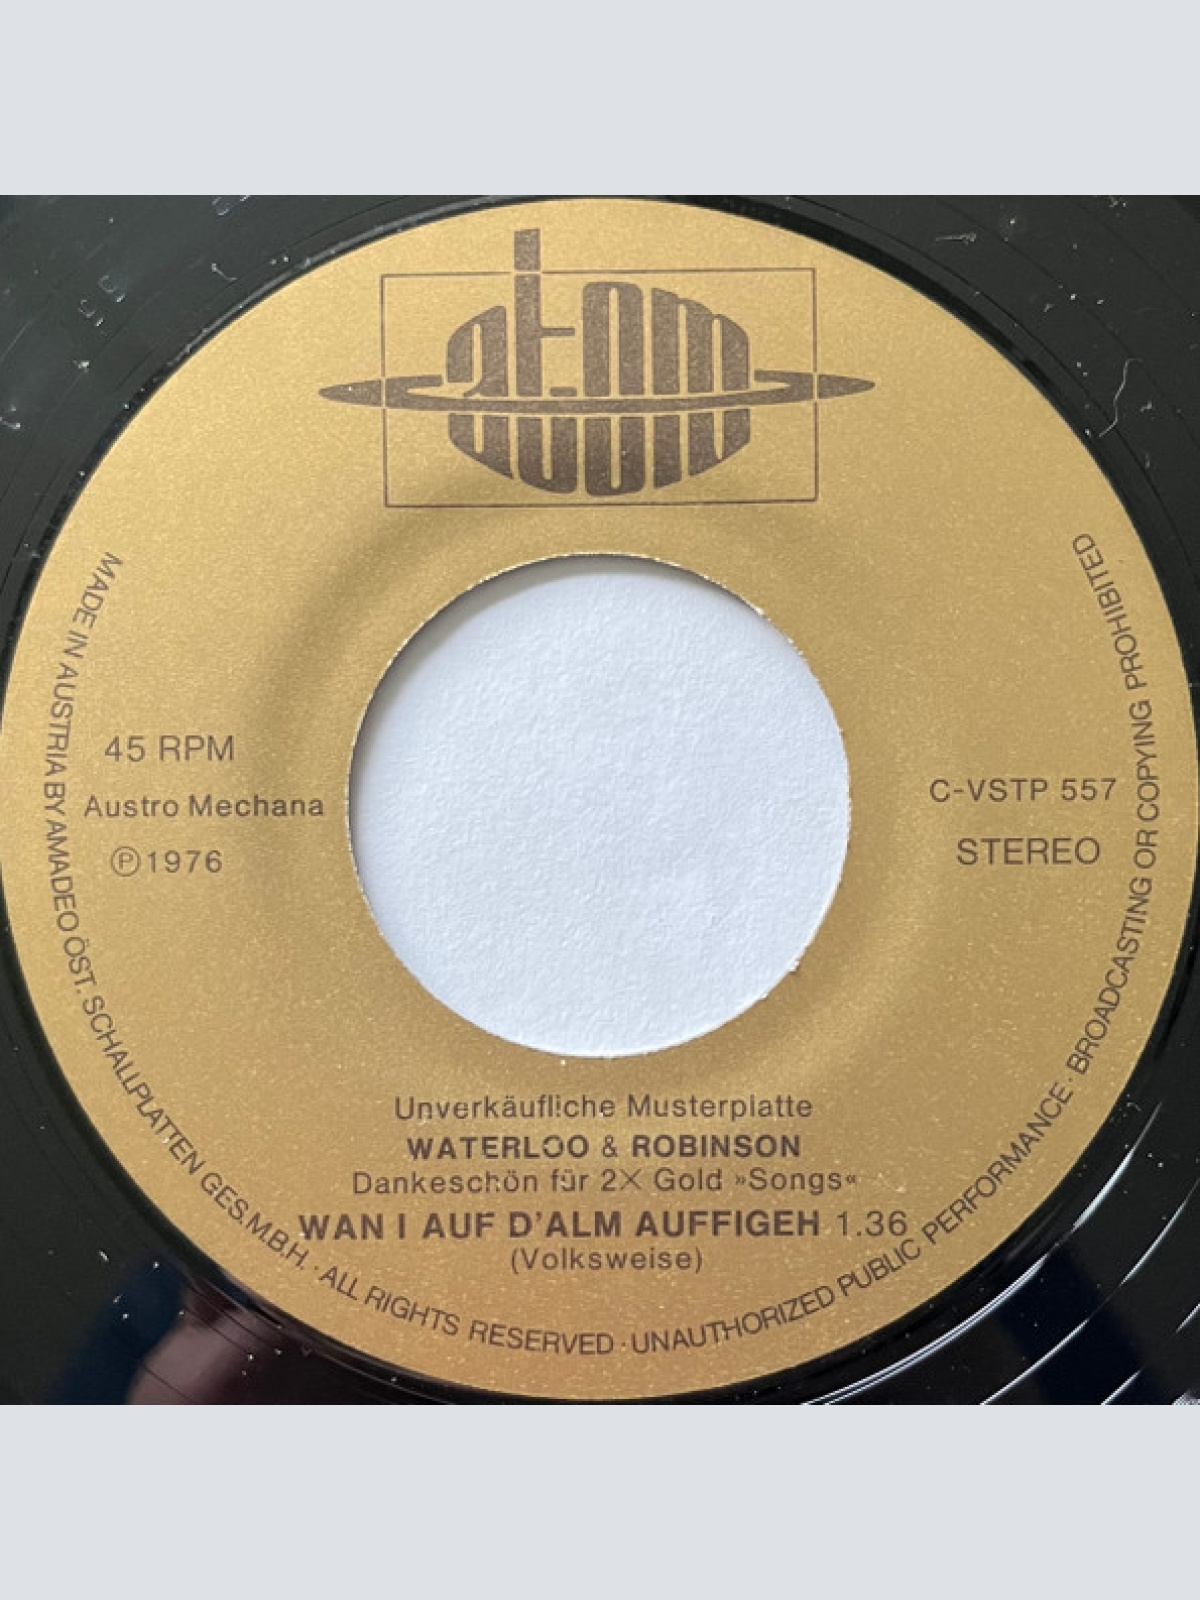 atom
45 RPM
Austro Mechana
Ⓟ1976
C-VSTP 557
STEREO
Unverkäufliche Musterplatte
WATERLOO & ROBINSON
Dankeschön für 2× Gold »Songs«
WAN I AUF D'ALM AUFFIGEH 1.36
(Volksweise)
MADE IN AUSTRIA BY AMADEO ÖST. SCHALLPLATTEN GES.M.B.H. · ALL RIGHTS RESERVED · UNAUTHORIZED PUBLIC PERFORMANCE · BROADCASTING OR COPYING PROHIBITED